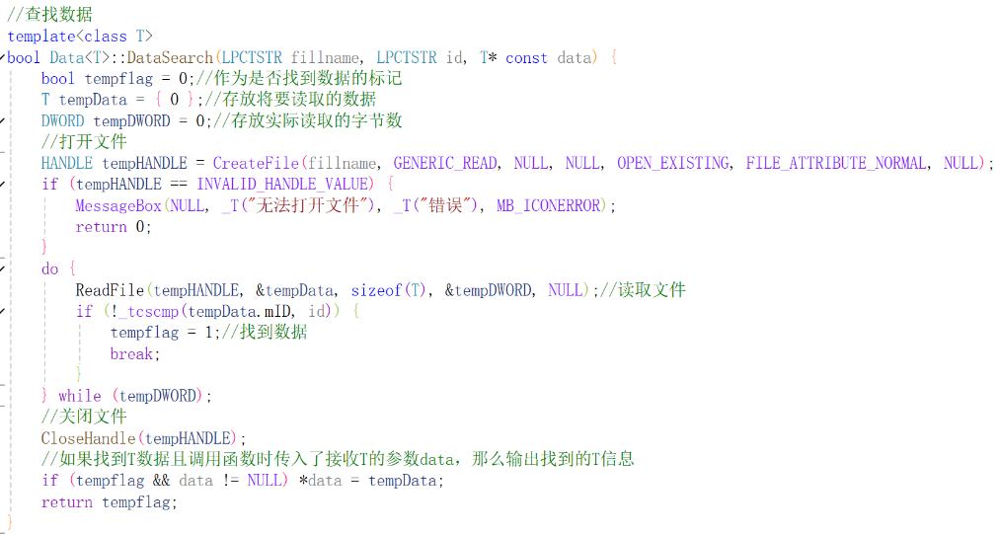 //查找数据
template<class T>
bool Data<T>::DataSearch(LPCTSTR fillname, LPCTSTR id, T* const data) {
    bool tempflag = 0;//作为是否找到数据的标记
    T tempData = { 0 };//存放将要读取的数据
    DWORD tempDWORD = 0;//存放实际读取的字节数
    //打开文件
    HANDLE tempHANDLE = CreateFile(fillname, GENERIC_READ, NULL, NULL, OPEN_EXISTING, FILE_ATTRIBUTE_NORMAL, NULL);
    if (tempHANDLE == INVALID_HANDLE_VALUE) {
        MessageBox(NULL, _T("无法打开文件"), _T("错误"), MB_ICONERROR);
        return 0;
    }
    do {
        ReadFile(tempHANDLE, &tempData, sizeof(T), &tempDWORD, NULL);//读取文件
        if (!_tcscmp(tempData.mID, id)) {
            tempflag = 1;//找到数据
            break;
        }
    } while (tempDWORD);
    //关闭文件
    CloseHandle(tempHANDLE);
    //如果找到T数据且调用函数时传入了接收T的参数data，那么输出找到的T信息
    if (tempflag && data != NULL) *data = tempData;
    return tempflag;
}